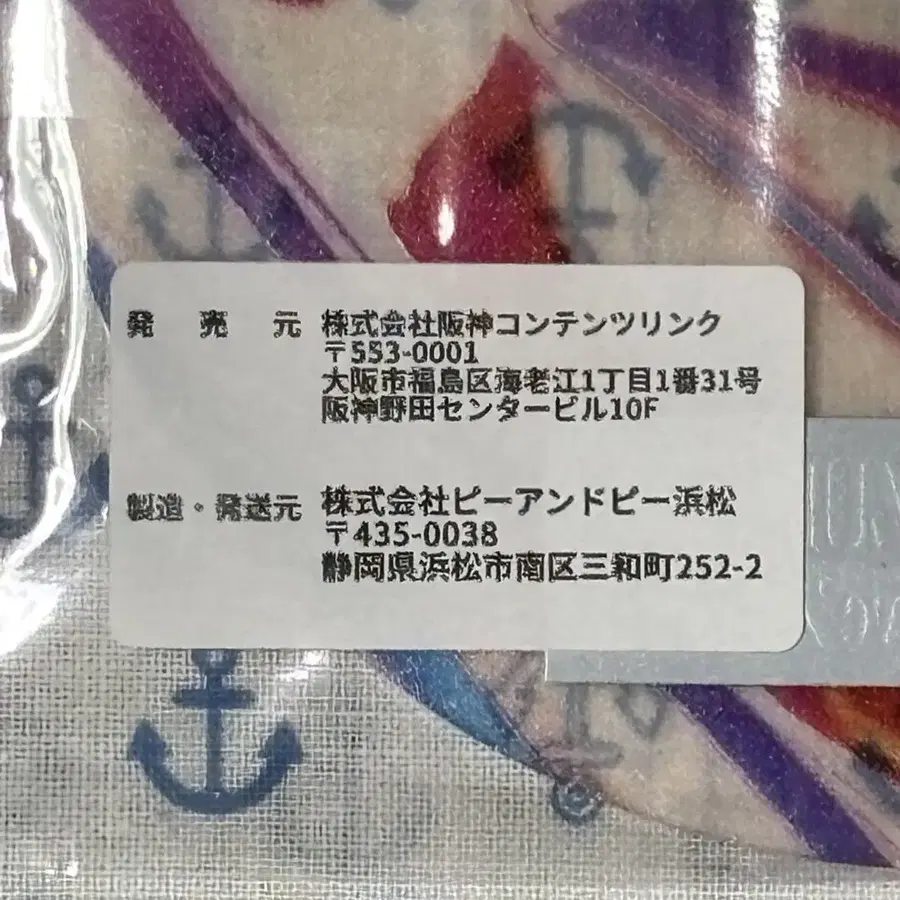 発売元 株式会社阪神コンテンツリンク
〒553-0001
大阪市福島区海老江1丁目1番31号
阪神野田センタービル10F
製造・発送元 株式会社ピーアンドピー浜松
〒435-0038
静岡県浜松市南区三和町252-2